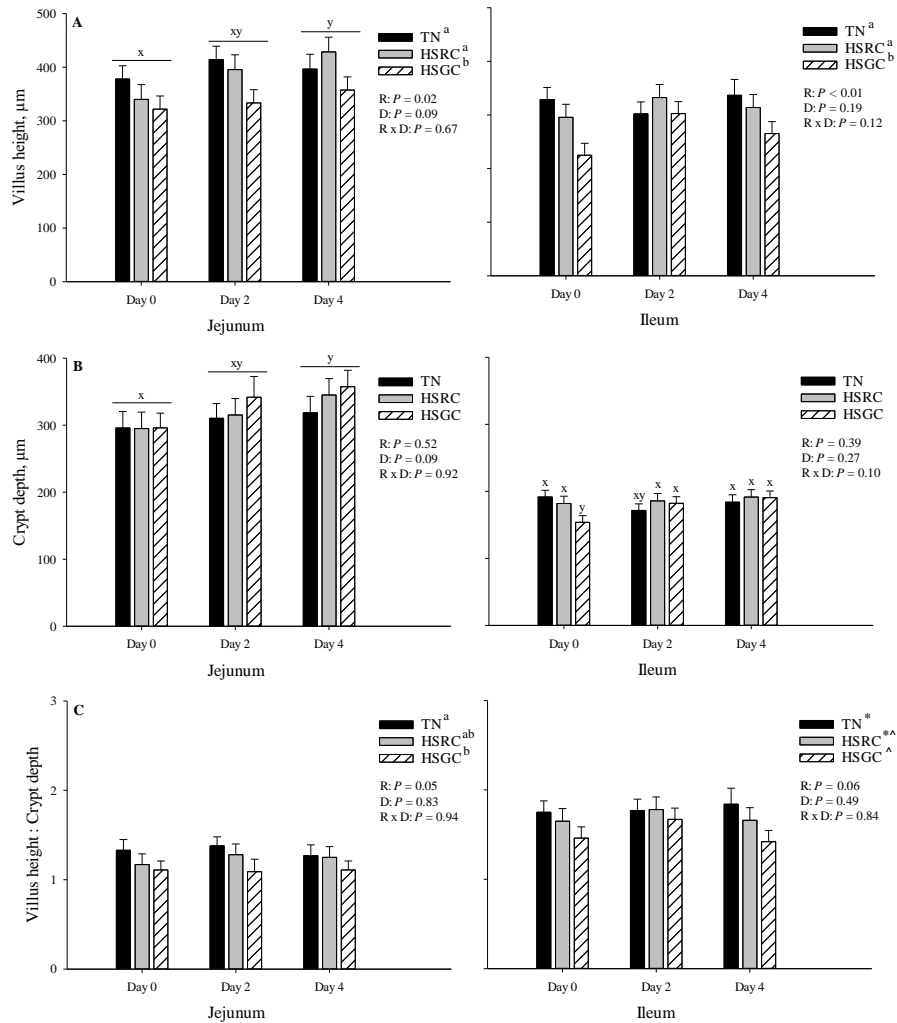 A
500
400
300
200
100
0
Villus height, µm
x
xy
y
TN a
HSRC a
HSGC b
R: P = 0.02
D: P = 0.09
R x D: P = 0.67
Day 0
Day 2
Day 4
Jejunum
TN a
HSRC a
HSGC b
R: P < 0.01
D: P = 0.19
R x D: P = 0.12
Day 0
Day 2
Day 4
Ileum
B
400
300
200
100
0
Crypt depth, µm
x
xy
y
TN
HSRC
HSGC
R: P = 0.52
D: P = 0.09
R x D: P = 0.92
Day 0
Day 2
Day 4
Jejunum
TN
HSRC
HSGC
R: P = 0.39
D: P = 0.27
R x D: P = 0.10
x x y
xy x x
x x x
Day 0
Day 2
Day 4
Ileum
C
3
2
1
0
Villus height : Crypt depth
TN a
HSRC ab
HSGC b
R: P = 0.05
D: P = 0.83
R x D: P = 0.94
Day 0
Day 2
Day 4
Jejunum
TN *
HSRC *^
HSGC ^
R: P = 0.06
D: P = 0.49
R x D: P = 0.84
Day 0
Day 2
Day 4
Ileum